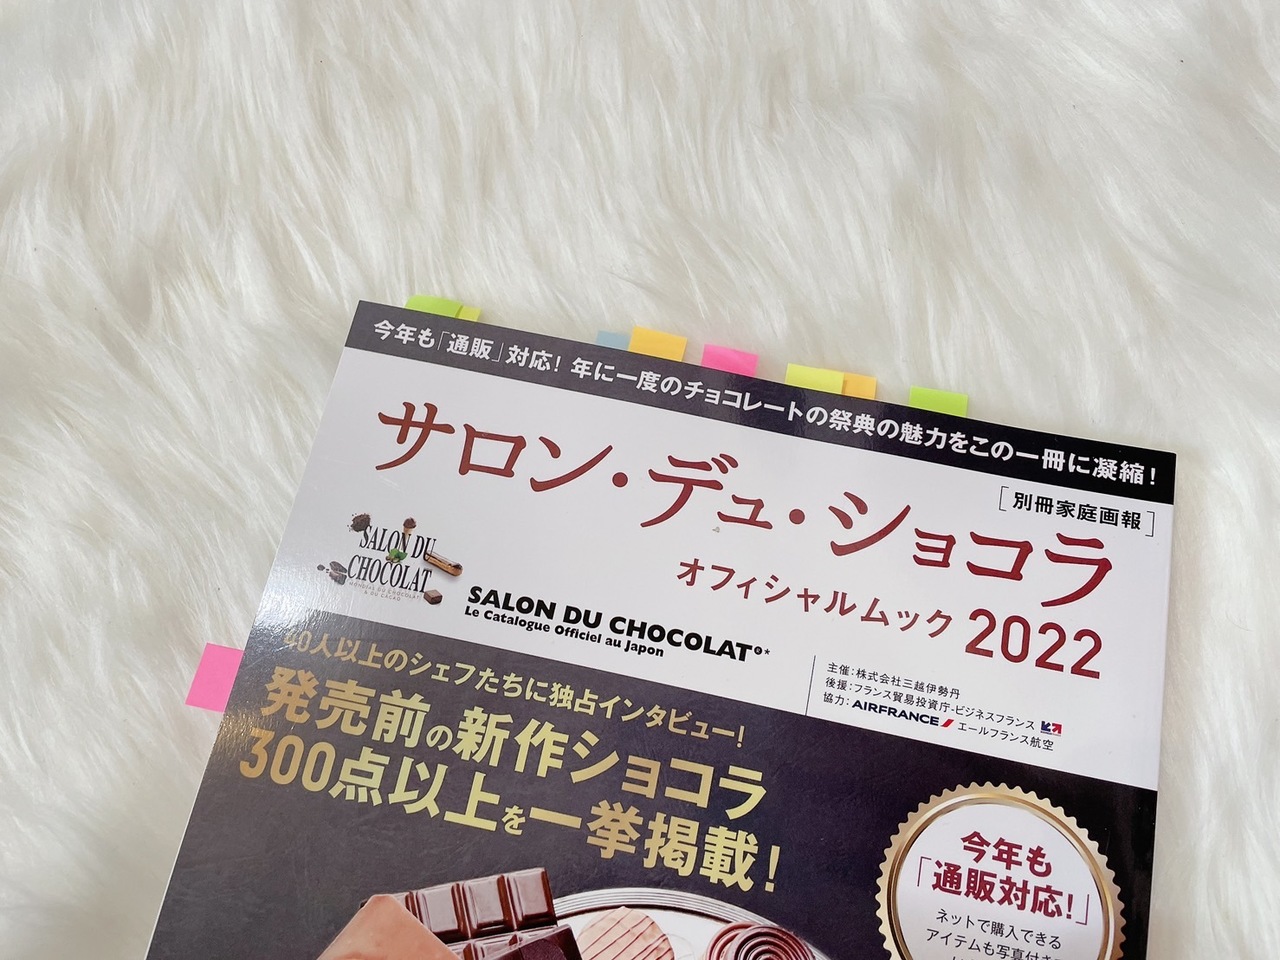 今年も「通販」対応！年に一度のチョコレートの祭典の魅力をこの一冊に凝縮！
[別冊家庭画報]
サロン・デュ・ショコラ
オフィシャルムック 2022
SALON DU
CHOCOLAT
MONDIAL DU CHOCOLAT
& DU CACAO
SALON DU CHOCOLAT®*
Le Catalogue Officiel au Japon
主催：株式会社三越伊勢丹
後援：フランス貿易投資庁-ビジネスフランス
協力：AIRFRANCE エールフランス航空
40人以上のシェフたちに独占インタビュー！
発売前の新作ショコラ
300点以上を一挙掲載！
今年も
「通販対応！」
ネットで購入できる
アイテムも写真付き